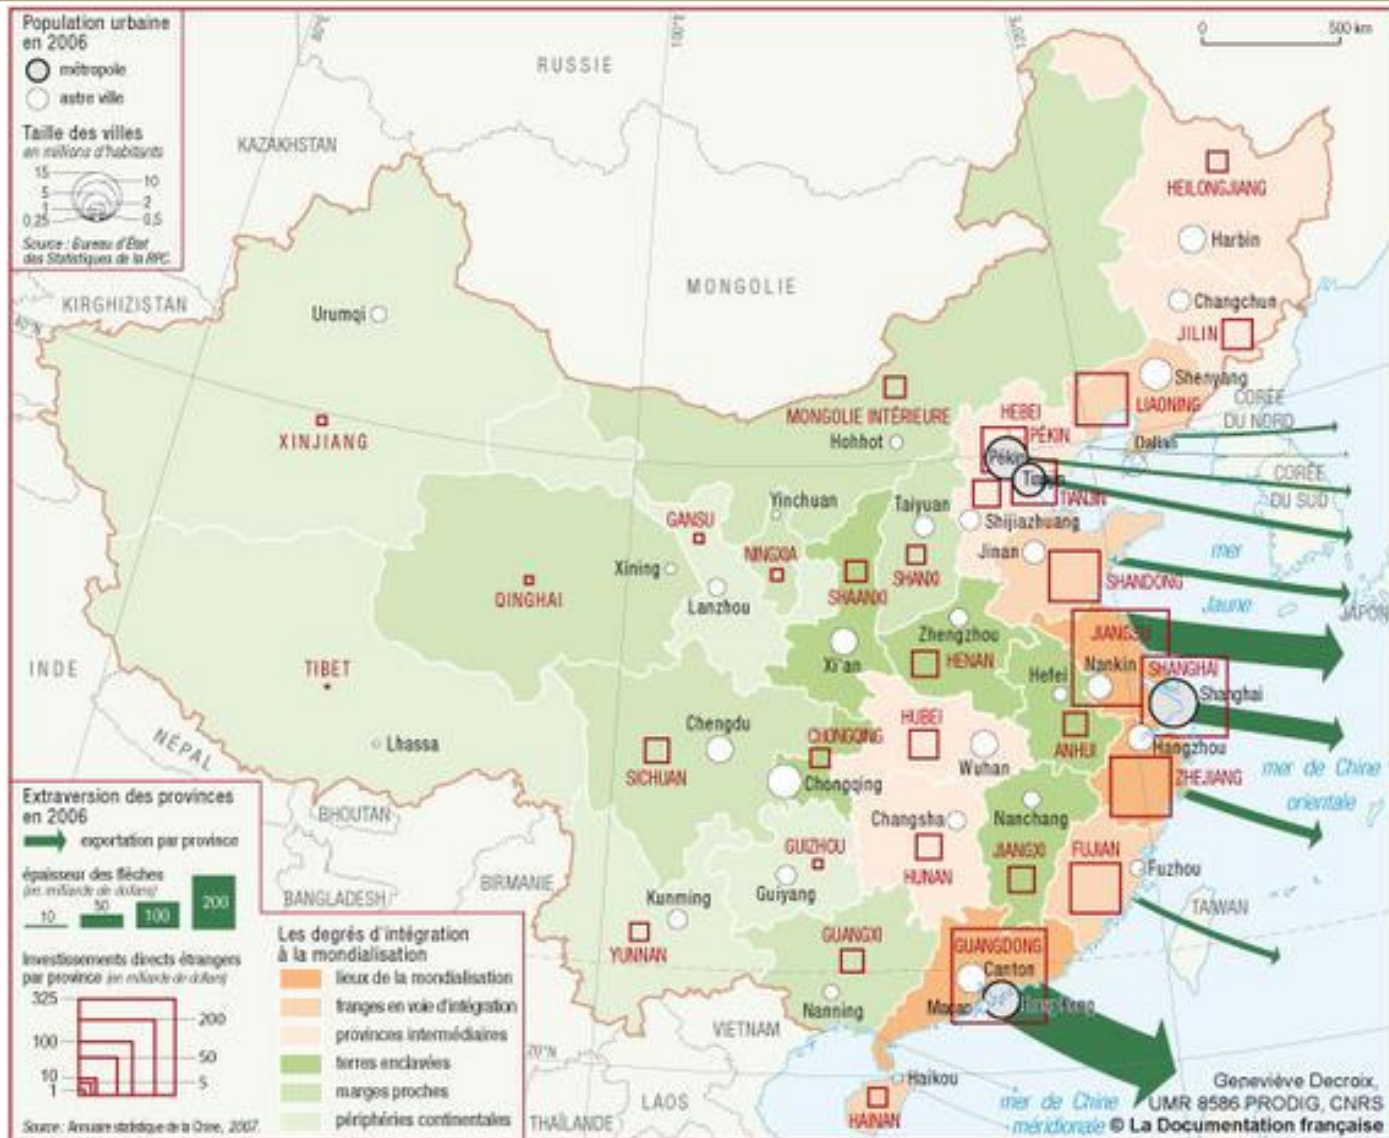 Population urbaine
en 2006
métropole
autre ville
Taille des villes
en millions d'habitants
15
10
5
2
1
0,5
0,25
Source : Bureau d'État
des Statistiques de la RPC.
80°E
100°E
120°E
0
500 km
RUSSIE
KAZAKHSTAN
HEILONGJIANG
Harbin
MONGOLIE
KIRGHIZISTAN
40°N
Urumqi
Changchun
JILIN
Shenyang
LIAONING
CORÉE
DU NORD
MONGOLIE INTÉRIEURE
HEBEI
PÉKIN
Hohhot
Pékin
Dalian
XINJIANG
CORÉE
DU SUD
TIANJIN
Yinchuan
Taiyuan
Shijiazhuang
GANSU
Jinan
mer
Jaune
NINGXIA
Xining
SHANXI
SHAANXI
SHANDONG
QINGHAI
Lanzhou
JAPON
Zhengzhou
JIANGSU
INDE
TIBET
Xi'an
HENAN
Hefei
Nankin
SHANGHAI
Shanghai
Chengdu
HUBEI
NÉPAL
Lhassa
CHONGQING
Wuhan
ANHUI
Hangzhou
SICHUAN
Chongqing
ZHEJIANG
mer de Chine
orientale
Extraversion des provinces
en 2006
exportation par province
épaisseur des flèches
(en milliards de dollars)
10
50
100
200
BHOUTAN
Changsha
Nanchang
GUIZHOU
HUNAN
JIANGXI
FUJIAN
Fuzhou
BANGLADESH
BIRMANIE
Guiyang
Kunming
TAIWAN
YUNNAN
GUANGXI
GUANGDONG
Canton
Nanning
Macao
Hong Kong
Investissements directs étrangers
par province (en milliards de dollars)
325
200
100
50
10
5
1
Source : Annuaire statistique de la Chine, 2007.
Les degrés d'intégration
à la mondialisation
lieux de la mondialisation
franges en voie d'intégration
provinces intermédiaires
terres enclavées
marges proches
périphéries continentales
VIETNAM
20°N
LAOS
THAÏLANDE
Haikou
HAINAN
mer de Chine
méridionale
Geneviève Decroix,
UMR 8586 PRODIG, CNRS
© La Documentation française